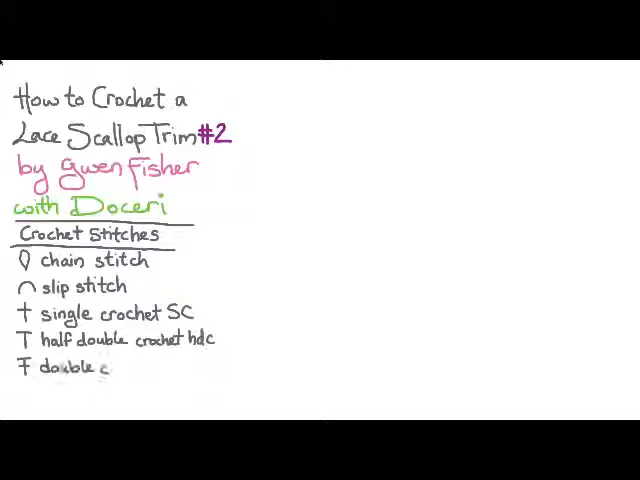 How to Crochet a
Lace Scallop Trim #2
by gwen fisher
with Doceri
Crochet Stitches
chain stitch
slip stitch
single crochet SC
half double crochet hdc
double c